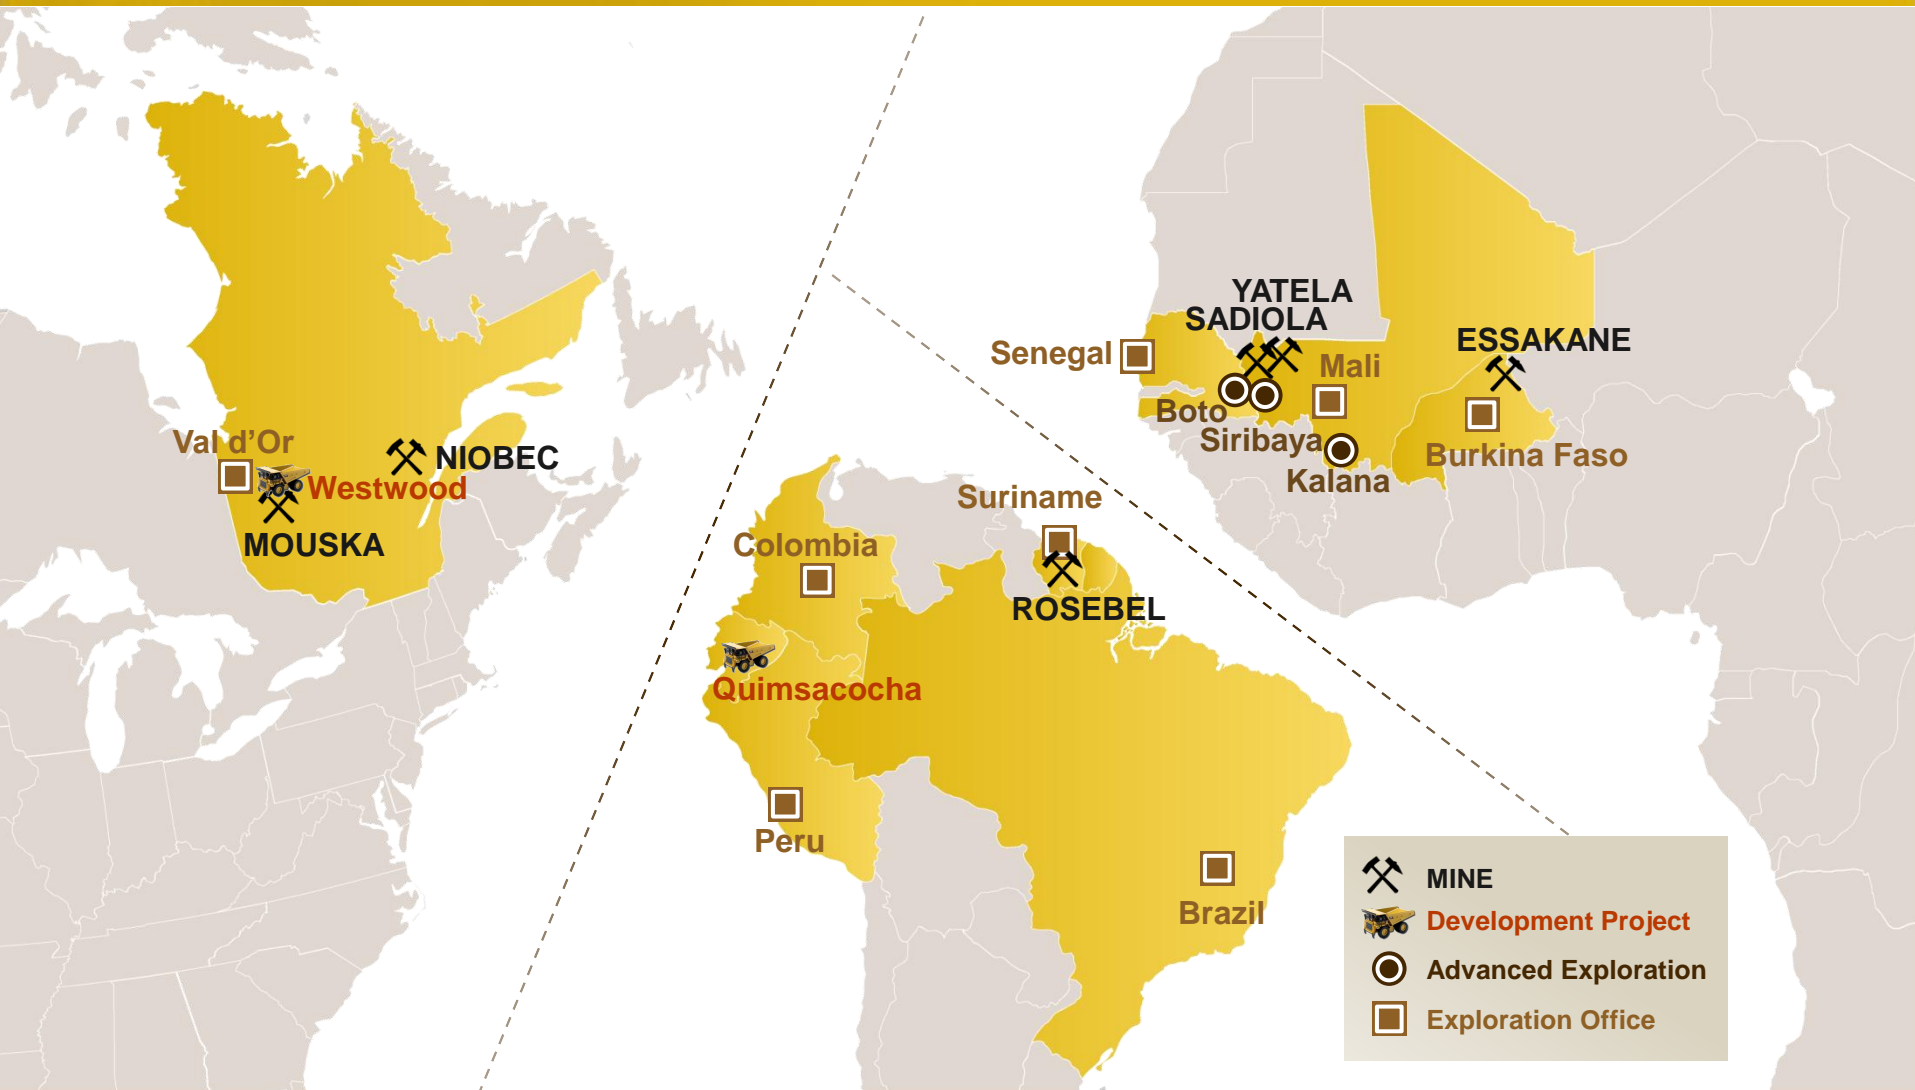 Val d’Or
NIOBEC
Westwood
MOUSKA
Suriname
Colombia
ROSEBEL
Quimsacocha
Peru
Brazil
YATELA
SADIOLA
Senegal
ESSAKANE
Mali
Boto
Siribaya
Burkina Faso
Kalana
MINE
Development Project
Advanced Exploration
Exploration Office